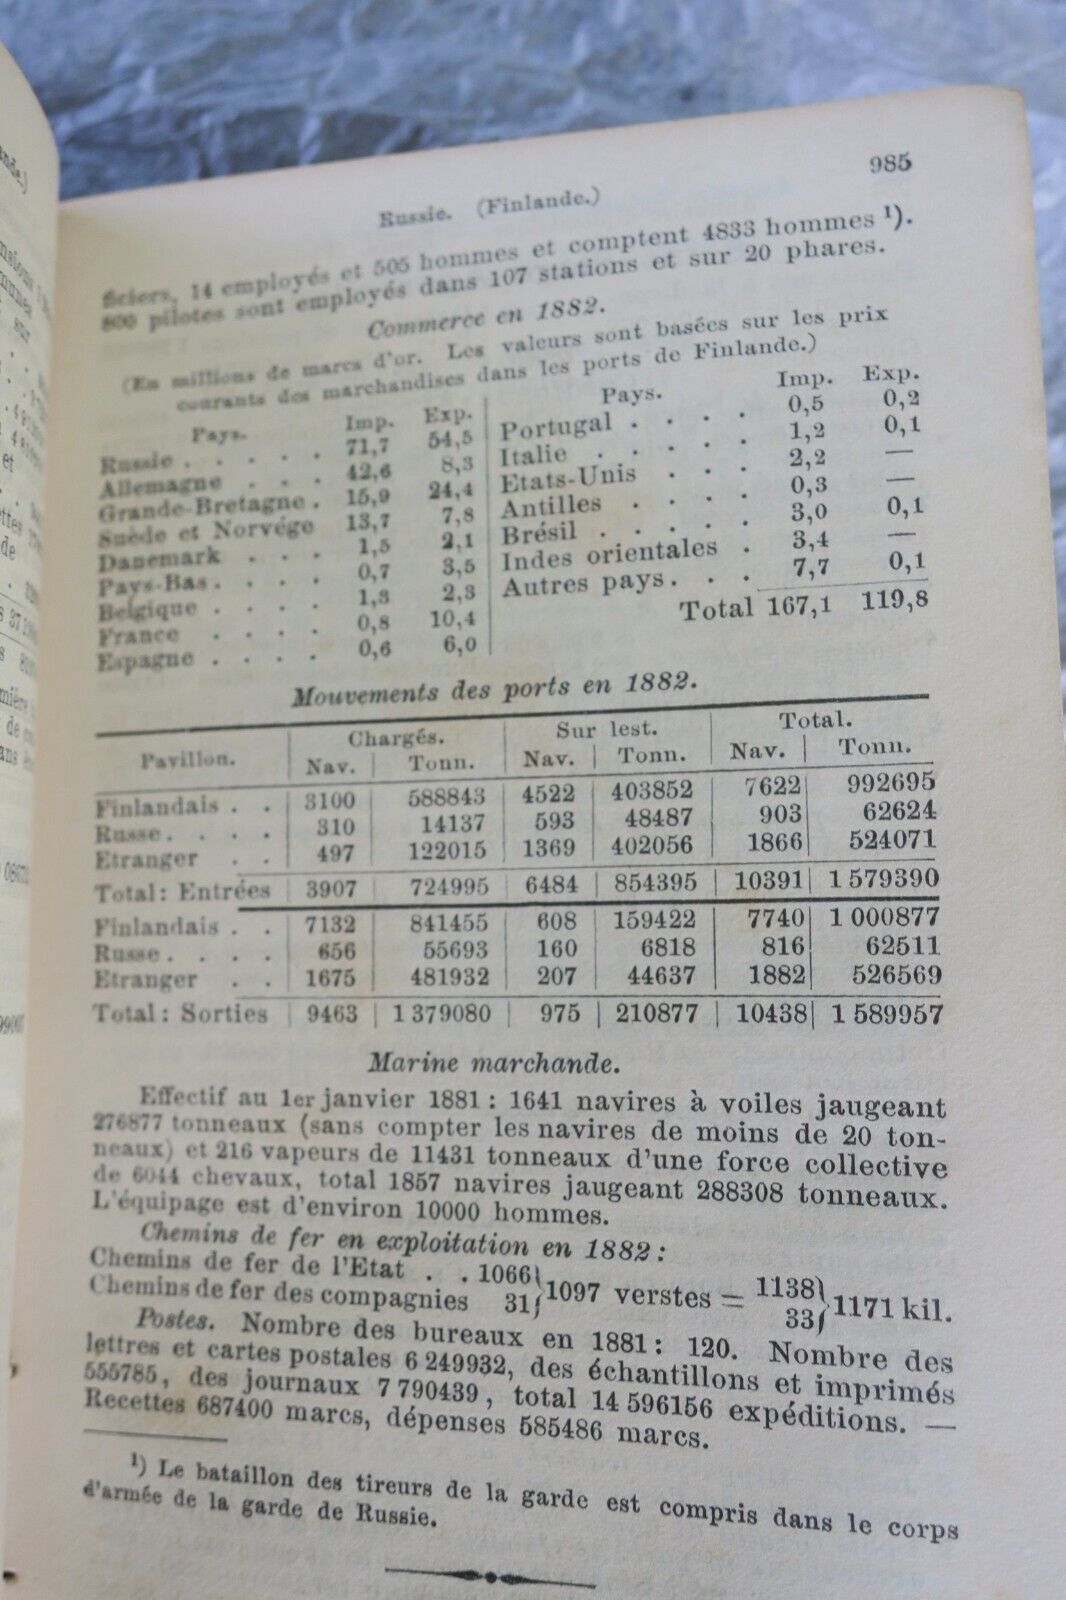 985
Russie. (Finlande.)
ficiers, 14 employés et 505 hommes et comptent 4833 hommes ¹).
800 pilotes sont employés dans 107 stations et sur 20 phares.
Commerce en 1882.
(En millions de marcs d'or. Les valeurs sont basées sur les prix
courants des marchandises dans les ports de Finlande.)
Pays. Imp. Exp.
Russie . . . . . 71,7 54,5
Allemagne . . . 42,6 8,3
Grande-Bretagne . 15,9 24,4
Suède et Norvége 13,7 7,8
Danemark . . . 1,5 2,1
Pays-Bas . . . . 0,7 3,5
Belgique . . . . 1,3 2,3
France . . . . 0,8 10,4
Espagne . . . . 0,6 6,0
Pays. Imp. Exp.
Portugal . . . . 0,5 0,2
Italie . . . . . 1,2 0,1
Etats-Unis . . . 2,2 —
Antilles . . . . 0,3 —
Brésil . . . . . 3,0 0,1
Indes orientales . 3,4 —
Autres pays . . . 7,7 0,1
Total 167,1 119,8
Mouvements des ports en 1882.
Pavillon. Chargés. Sur lest. Total.
Nav. Tonn. Nav. Tonn. Nav. Tonn.
Finlandais . . 3100 588843 4522 403852 7622 992695
Russe . . . . 310 14137 593 48487 903 62624
Etranger . . 497 122015 1369 402056 1866 524071
Total: Entrées 3907 724995 6484 854395 10391 1 579390
Finlandais . . 7132 841455 608 159422 7740 1 000877
Russe . . . . 656 55693 160 6818 816 62511
Etranger . . 1675 481932 207 44637 1882 526569
Total: Sorties 9463 1 379080 975 210877 10438 1 589957
Marine marchande.
Effectif au 1er janvier 1881 : 1641 navires à voiles jaugeant
276877 tonneaux (sans compter les navires de moins de 20 ton-
neaux) et 216 vapeurs de 11431 tonneaux d'une force collective
de 6044 chevaux, total 1857 navires jaugeant 288308 tonneaux.
L'équipage est d'environ 10000 hommes.
Chemins de fer en exploitation en 1882 :
Chemins de fer de l'Etat . . 1066} 1097 verstes = 1138} 1171 kil.
Chemins de fer des compagnies 31} 33}
Postes. Nombre des bureaux en 1881 : 120. Nombre des
lettres et cartes postales 6 249932, des échantillons et imprimés
555785, des journaux 7 790439, total 14 596156 expéditions. —
Recettes 687400 marcs, dépenses 585486 marcs.
¹) Le bataillon des tireurs de la garde est compris dans le corps
d'armée de la garde de Russie.